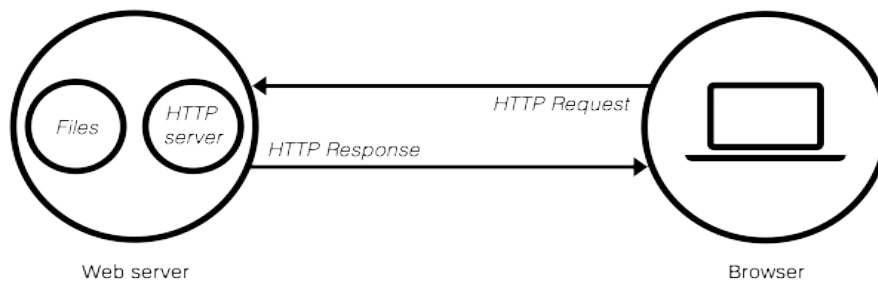 Files
HTTP
server
HTTP Request
HTTP Response
Web server
Browser